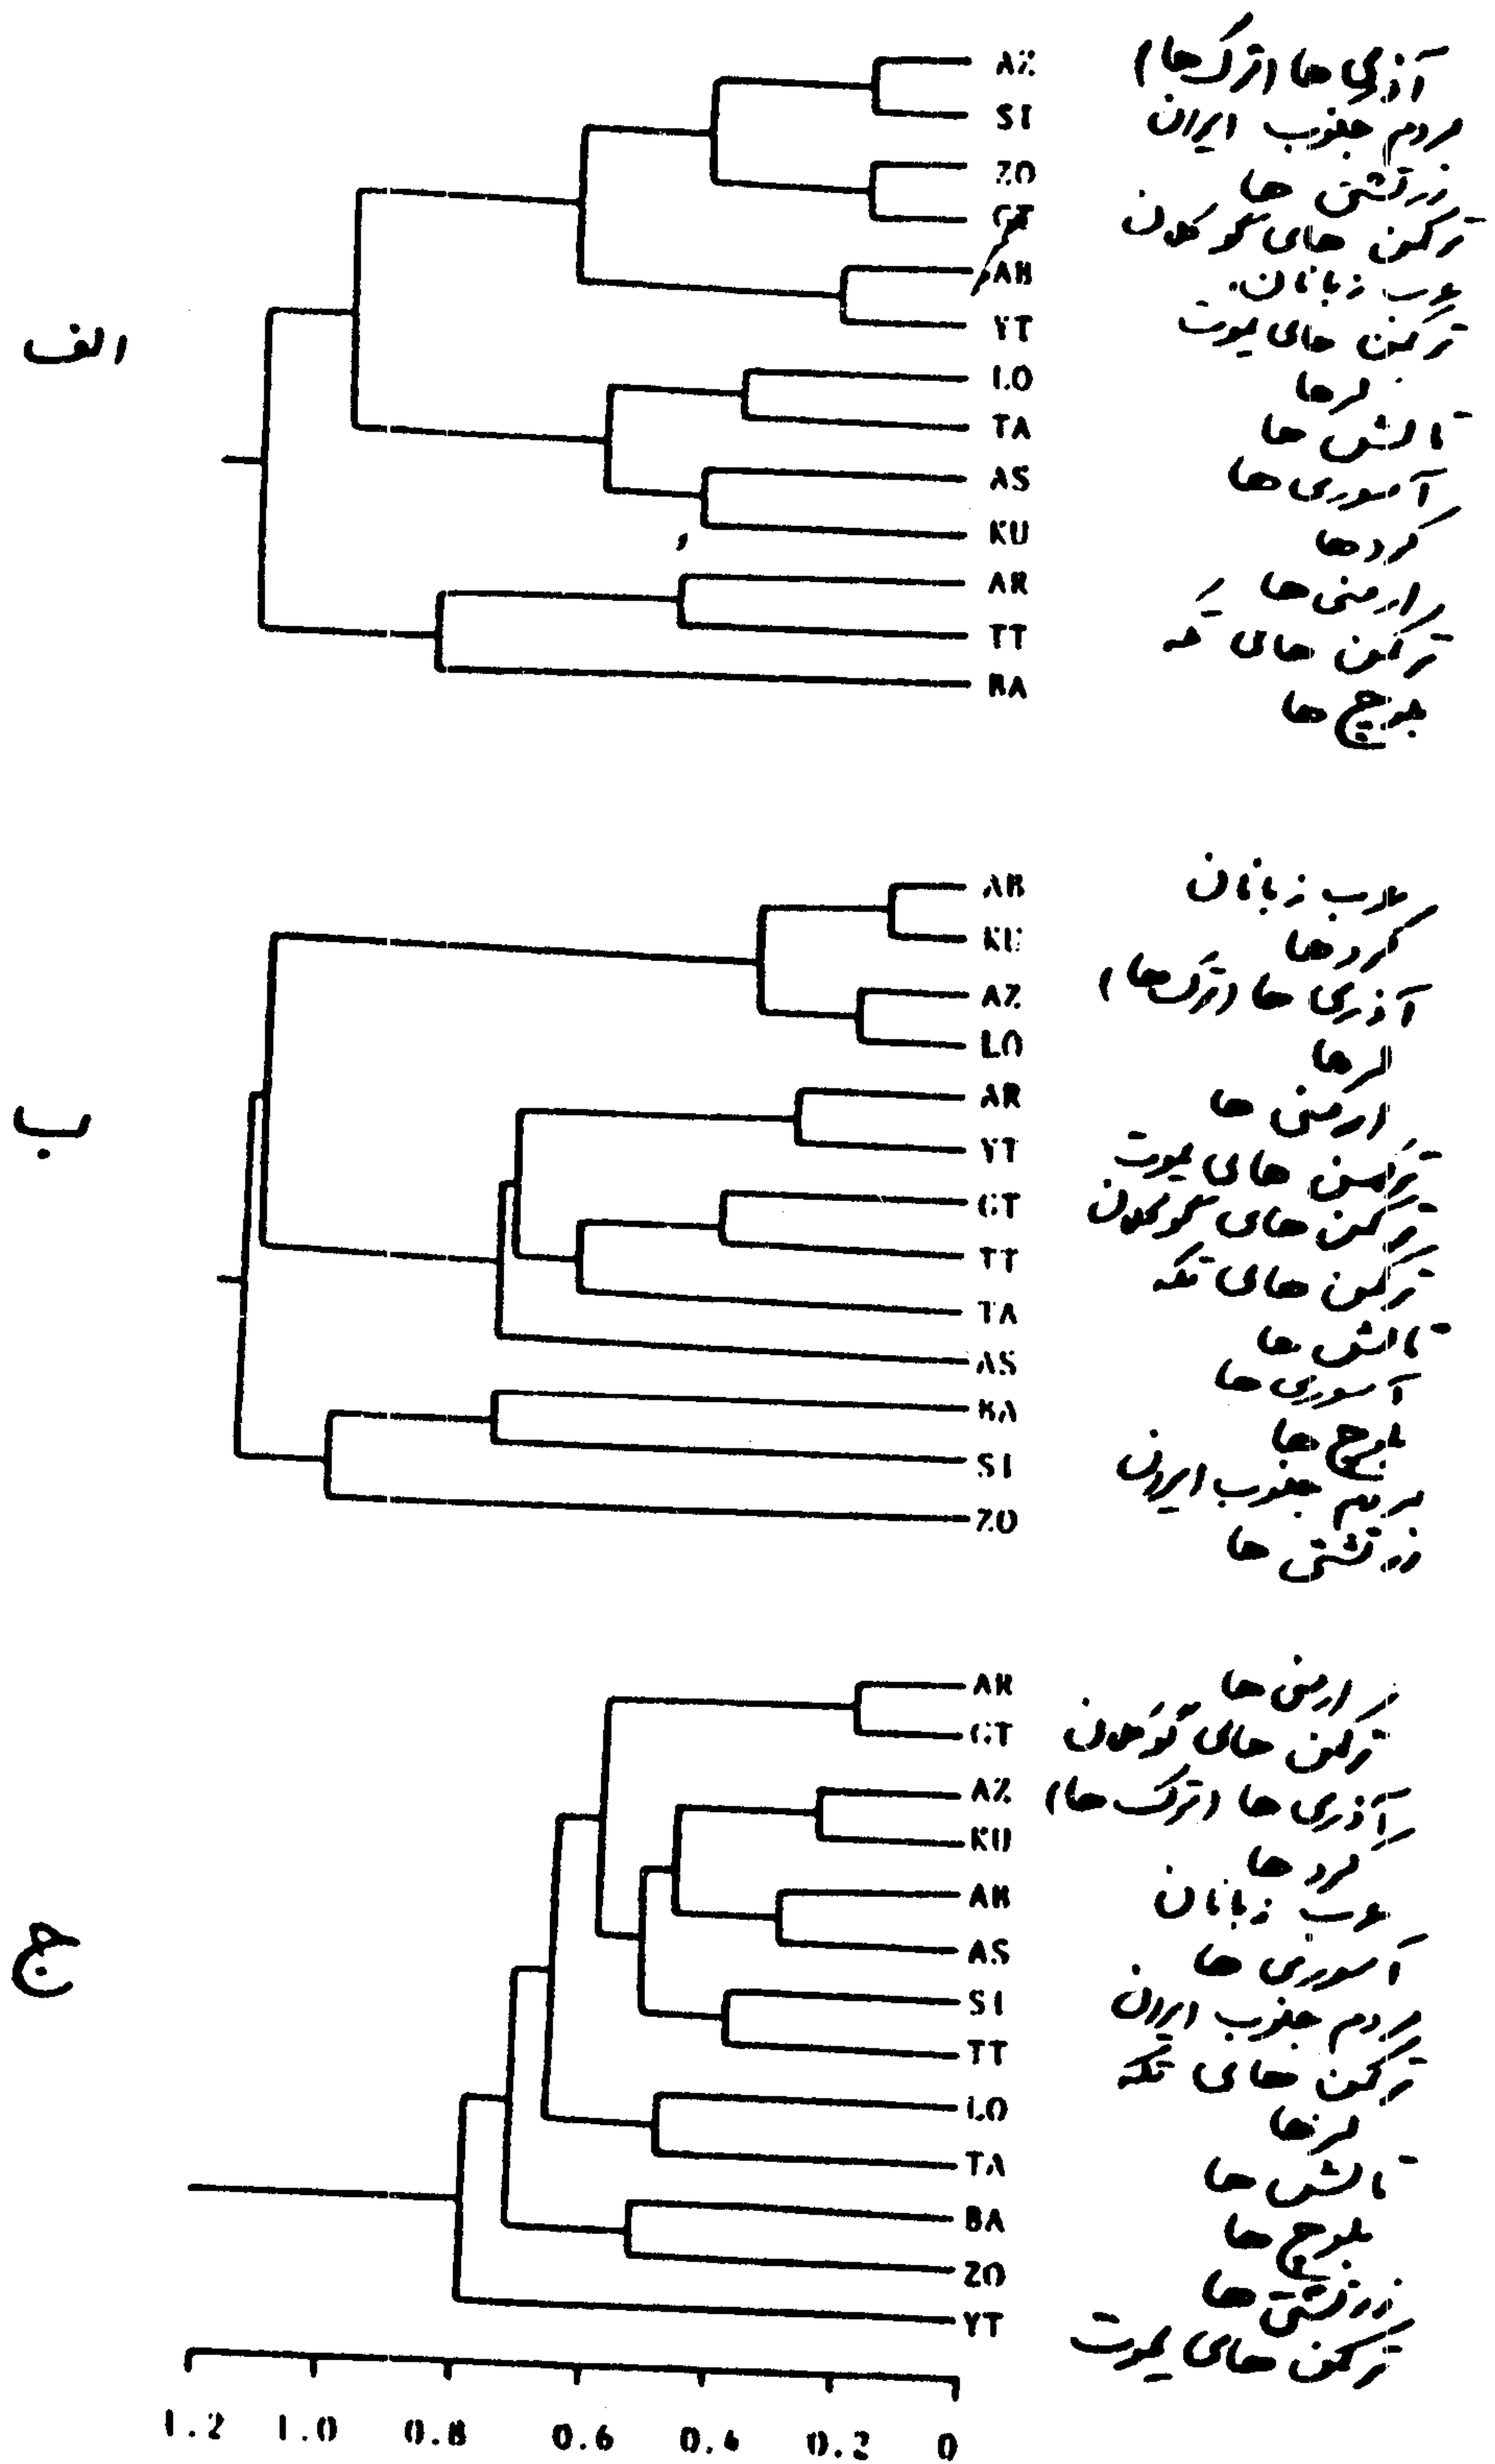 الف
AZ آذری ها (ترک ها)
SI مردم جنوب ایران
ZO زرتشتی ها
GT ترکمن های گوکلان
AB عرب زبانان
YT ترکمن های یموت
LO لرها
TA تالش ها
AS آسوری ها
KU کردها
AR ارمنی ها
TT ترکمن های تکه
BA بلوچ ها
ب
AB عرب زبانان
KU کردها
AZ آذری ها (ترک ها)
LO لرها
AR ارمنی ها
YT ترکمن های یموت
GT ترکمن های گوکلان
TT ترکمن های تکه
TA تالش ها
AS آسوری ها
BA بلوچ ها
SI مردم جنوب ایران
ZO زرتشتی ها
ج
AR ارمنی ها
GT ترکمن های گوکلان
AZ آذری ها (ترک ها)
KU کردها
AB عرب زبانان
AS آسوری ها
SI مردم جنوب ایران
TT ترکمن های تکه
LO لرها
TA تالش ها
BA بلوچ ها
ZO زرتشتی ها
YT ترکمن های یموت
1.2 1.0 0.8 0.6 0.4 0.2 0